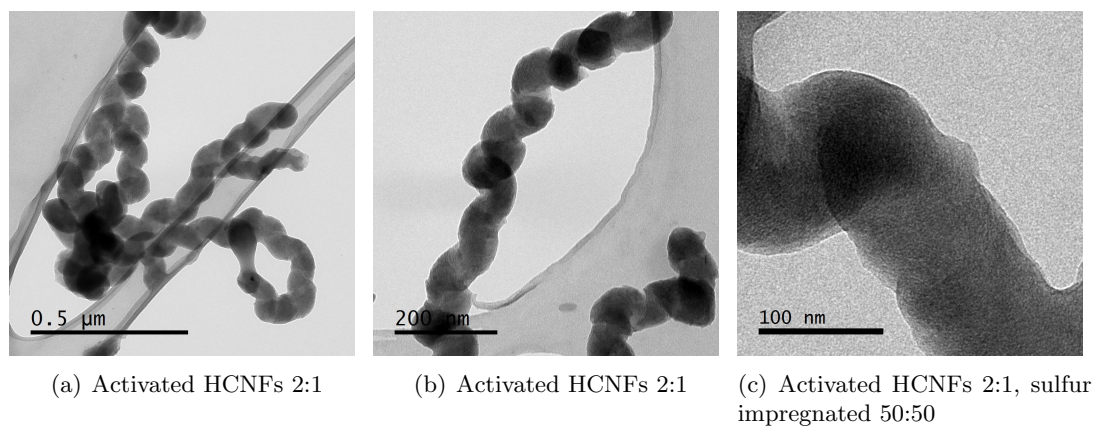 0.5 µm
200 nm
100 nm
(a) Activated HCNFs 2:1
(b) Activated HCNFs 2:1
(c) Activated HCNFs 2:1, sulfur
impregnated 50:50